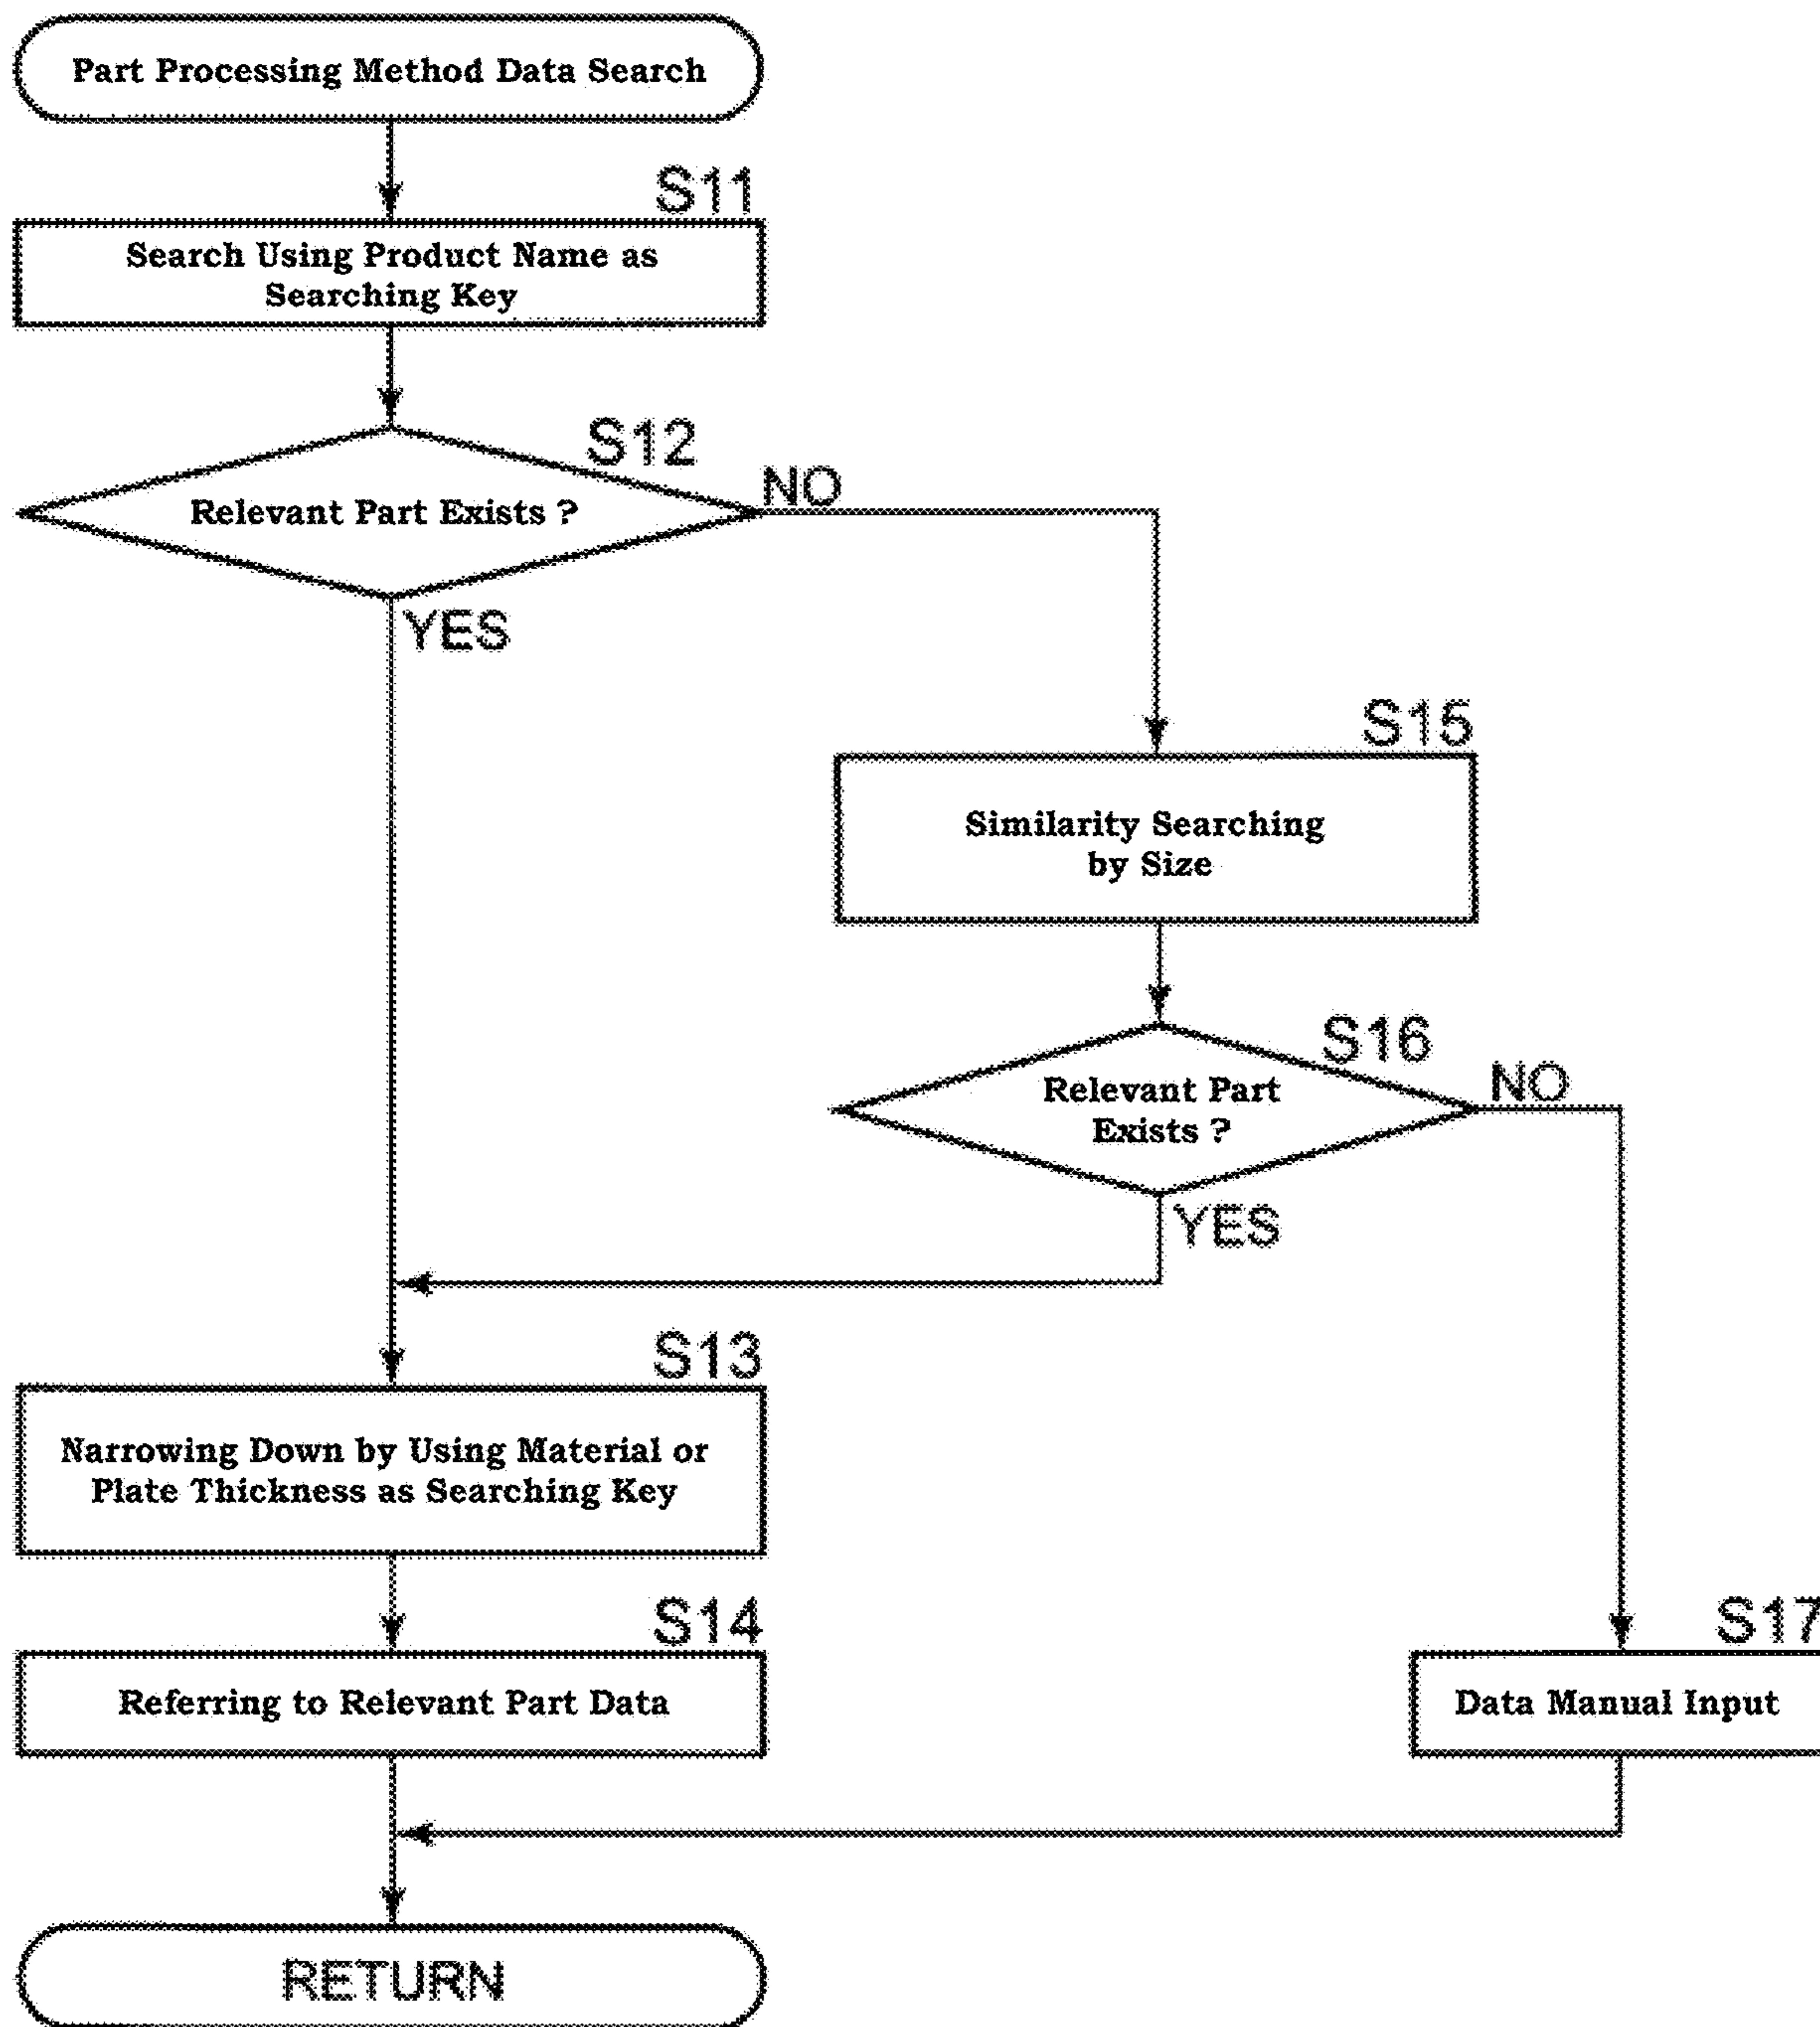 Part Processing Method Data Search
S11
Search Using Product Name as
Searching Key
S12
NO
Relevant Part Exists ?
YES
S15
Similarity Searching
by Size
S16
NO
Relevant Part
Exists ?
YES
S13
Narrowing Down by Using Material or
Plate Thickness as Searching Key
S14
S17
Referring to Relevant Part Data
Data Manual Input
RETURN